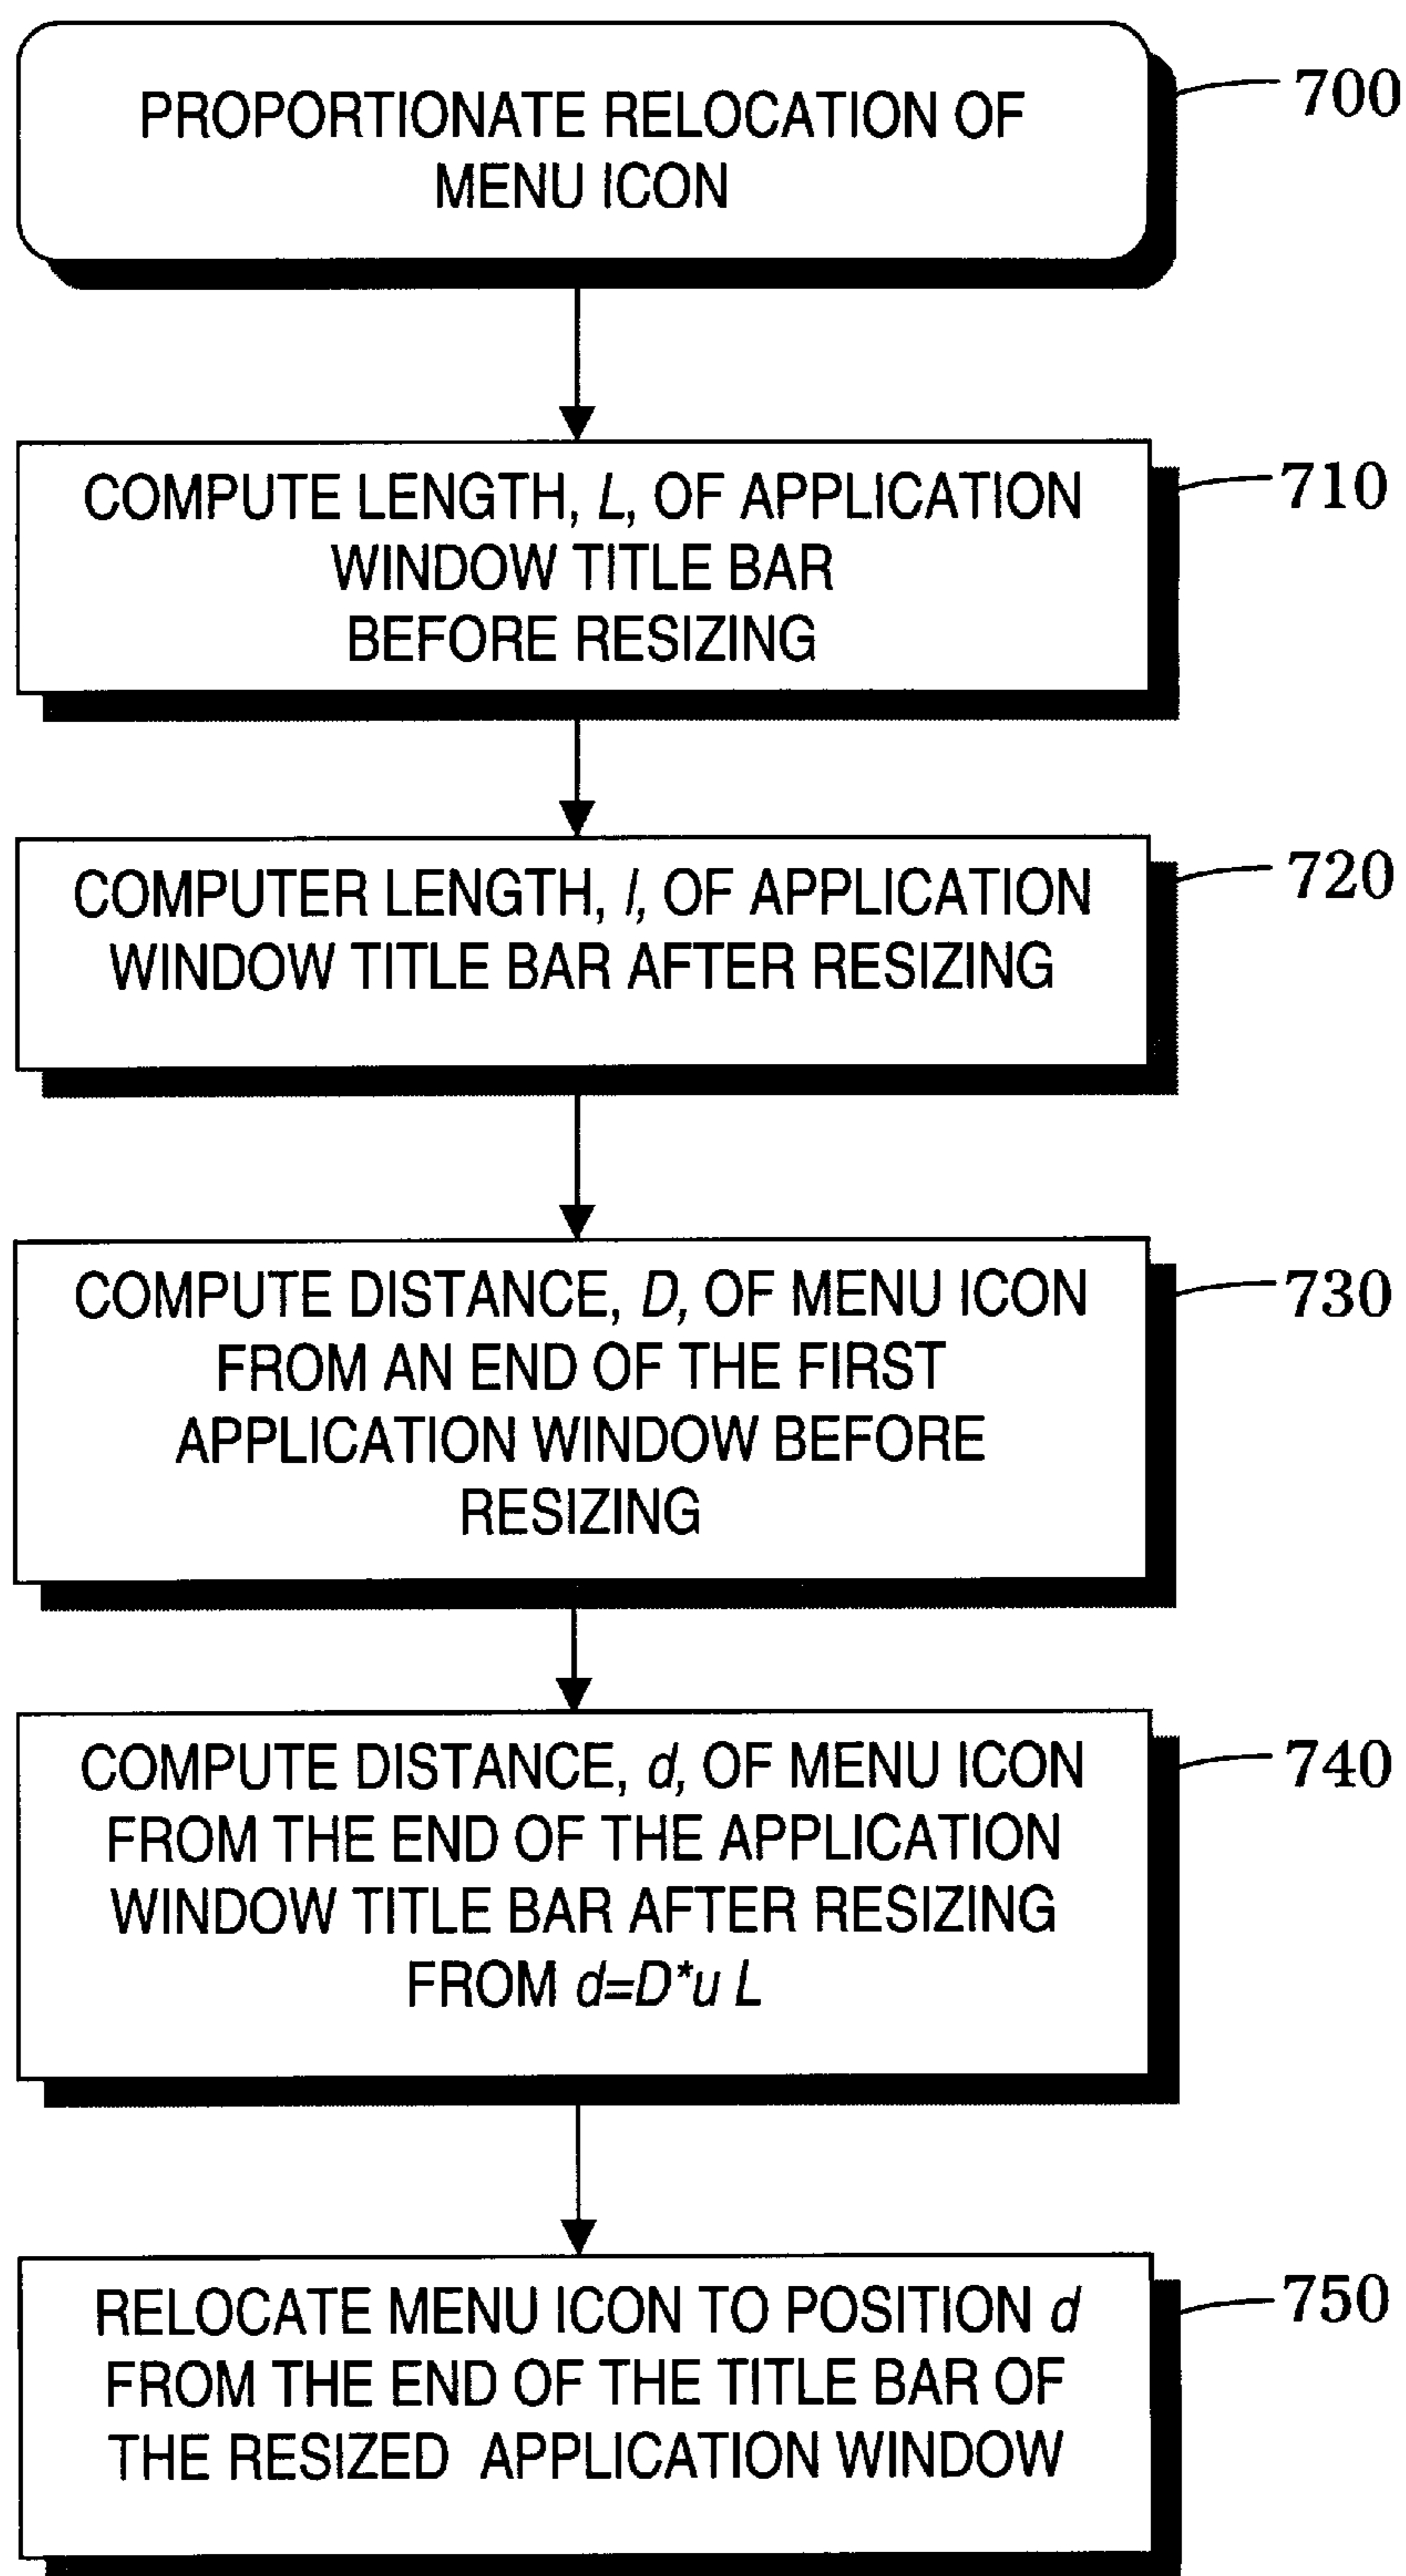 PROPORTIONATE RELOCATION OF
MENU ICON
700
COMPUTE LENGTH, L, OF APPLICATION
WINDOW TITLE BAR
BEFORE RESIZING
710
COMPUTER LENGTH, l, OF APPLICATION
WINDOW TITLE BAR AFTER RESIZING
720
COMPUTE DISTANCE, D, OF MENU ICON
FROM AN END OF THE FIRST
APPLICATION WINDOW BEFORE
RESIZING
730
COMPUTE DISTANCE, d, OF MENU ICON
FROM THE END OF THE APPLICATION
WINDOW TITLE BAR AFTER RESIZING
FROM d=D*u L
740
RELOCATE MENU ICON TO POSITION d
FROM THE END OF THE TITLE BAR OF
THE RESIZED APPLICATION WINDOW
750